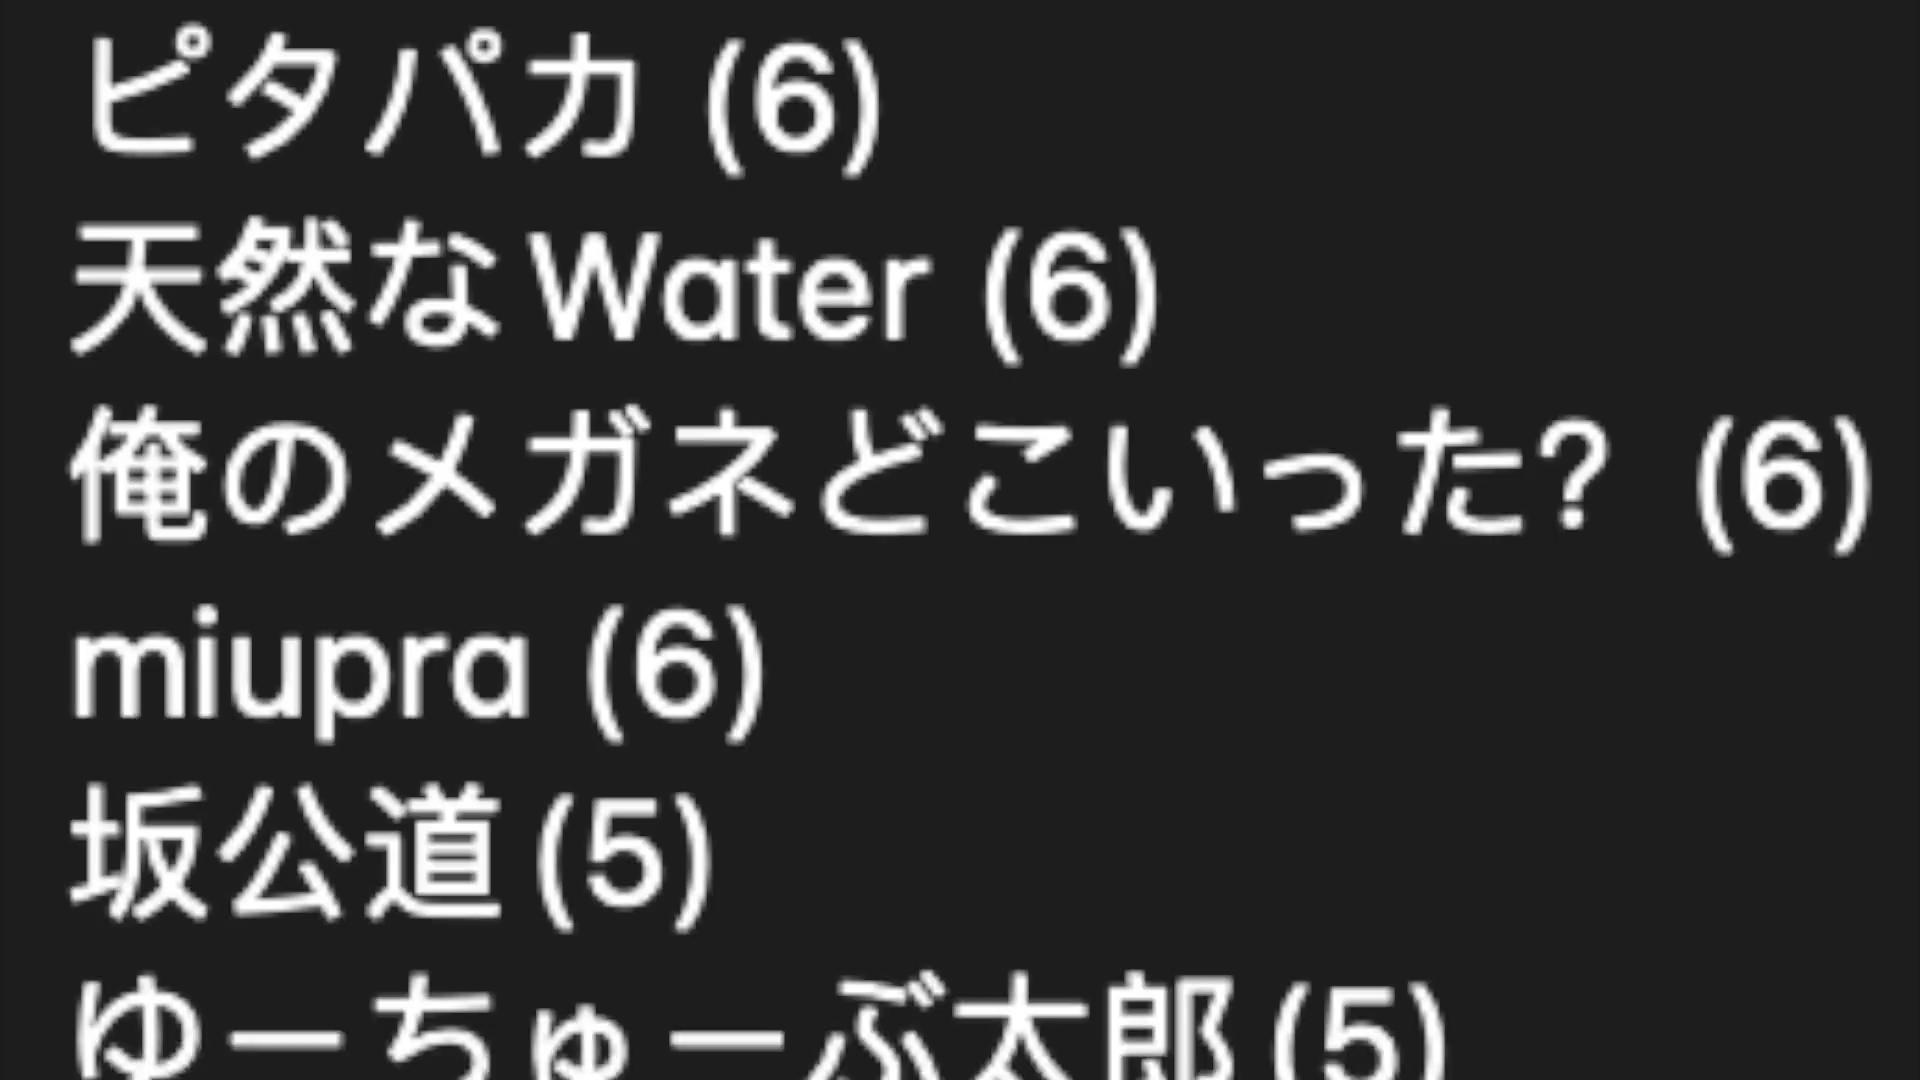 ピタパカ (6)
天然なWater (6)
俺のメガネどこいった? (6)
miupra (6)
坂公道(5)
ゆーちゅーぶ太郎(5)